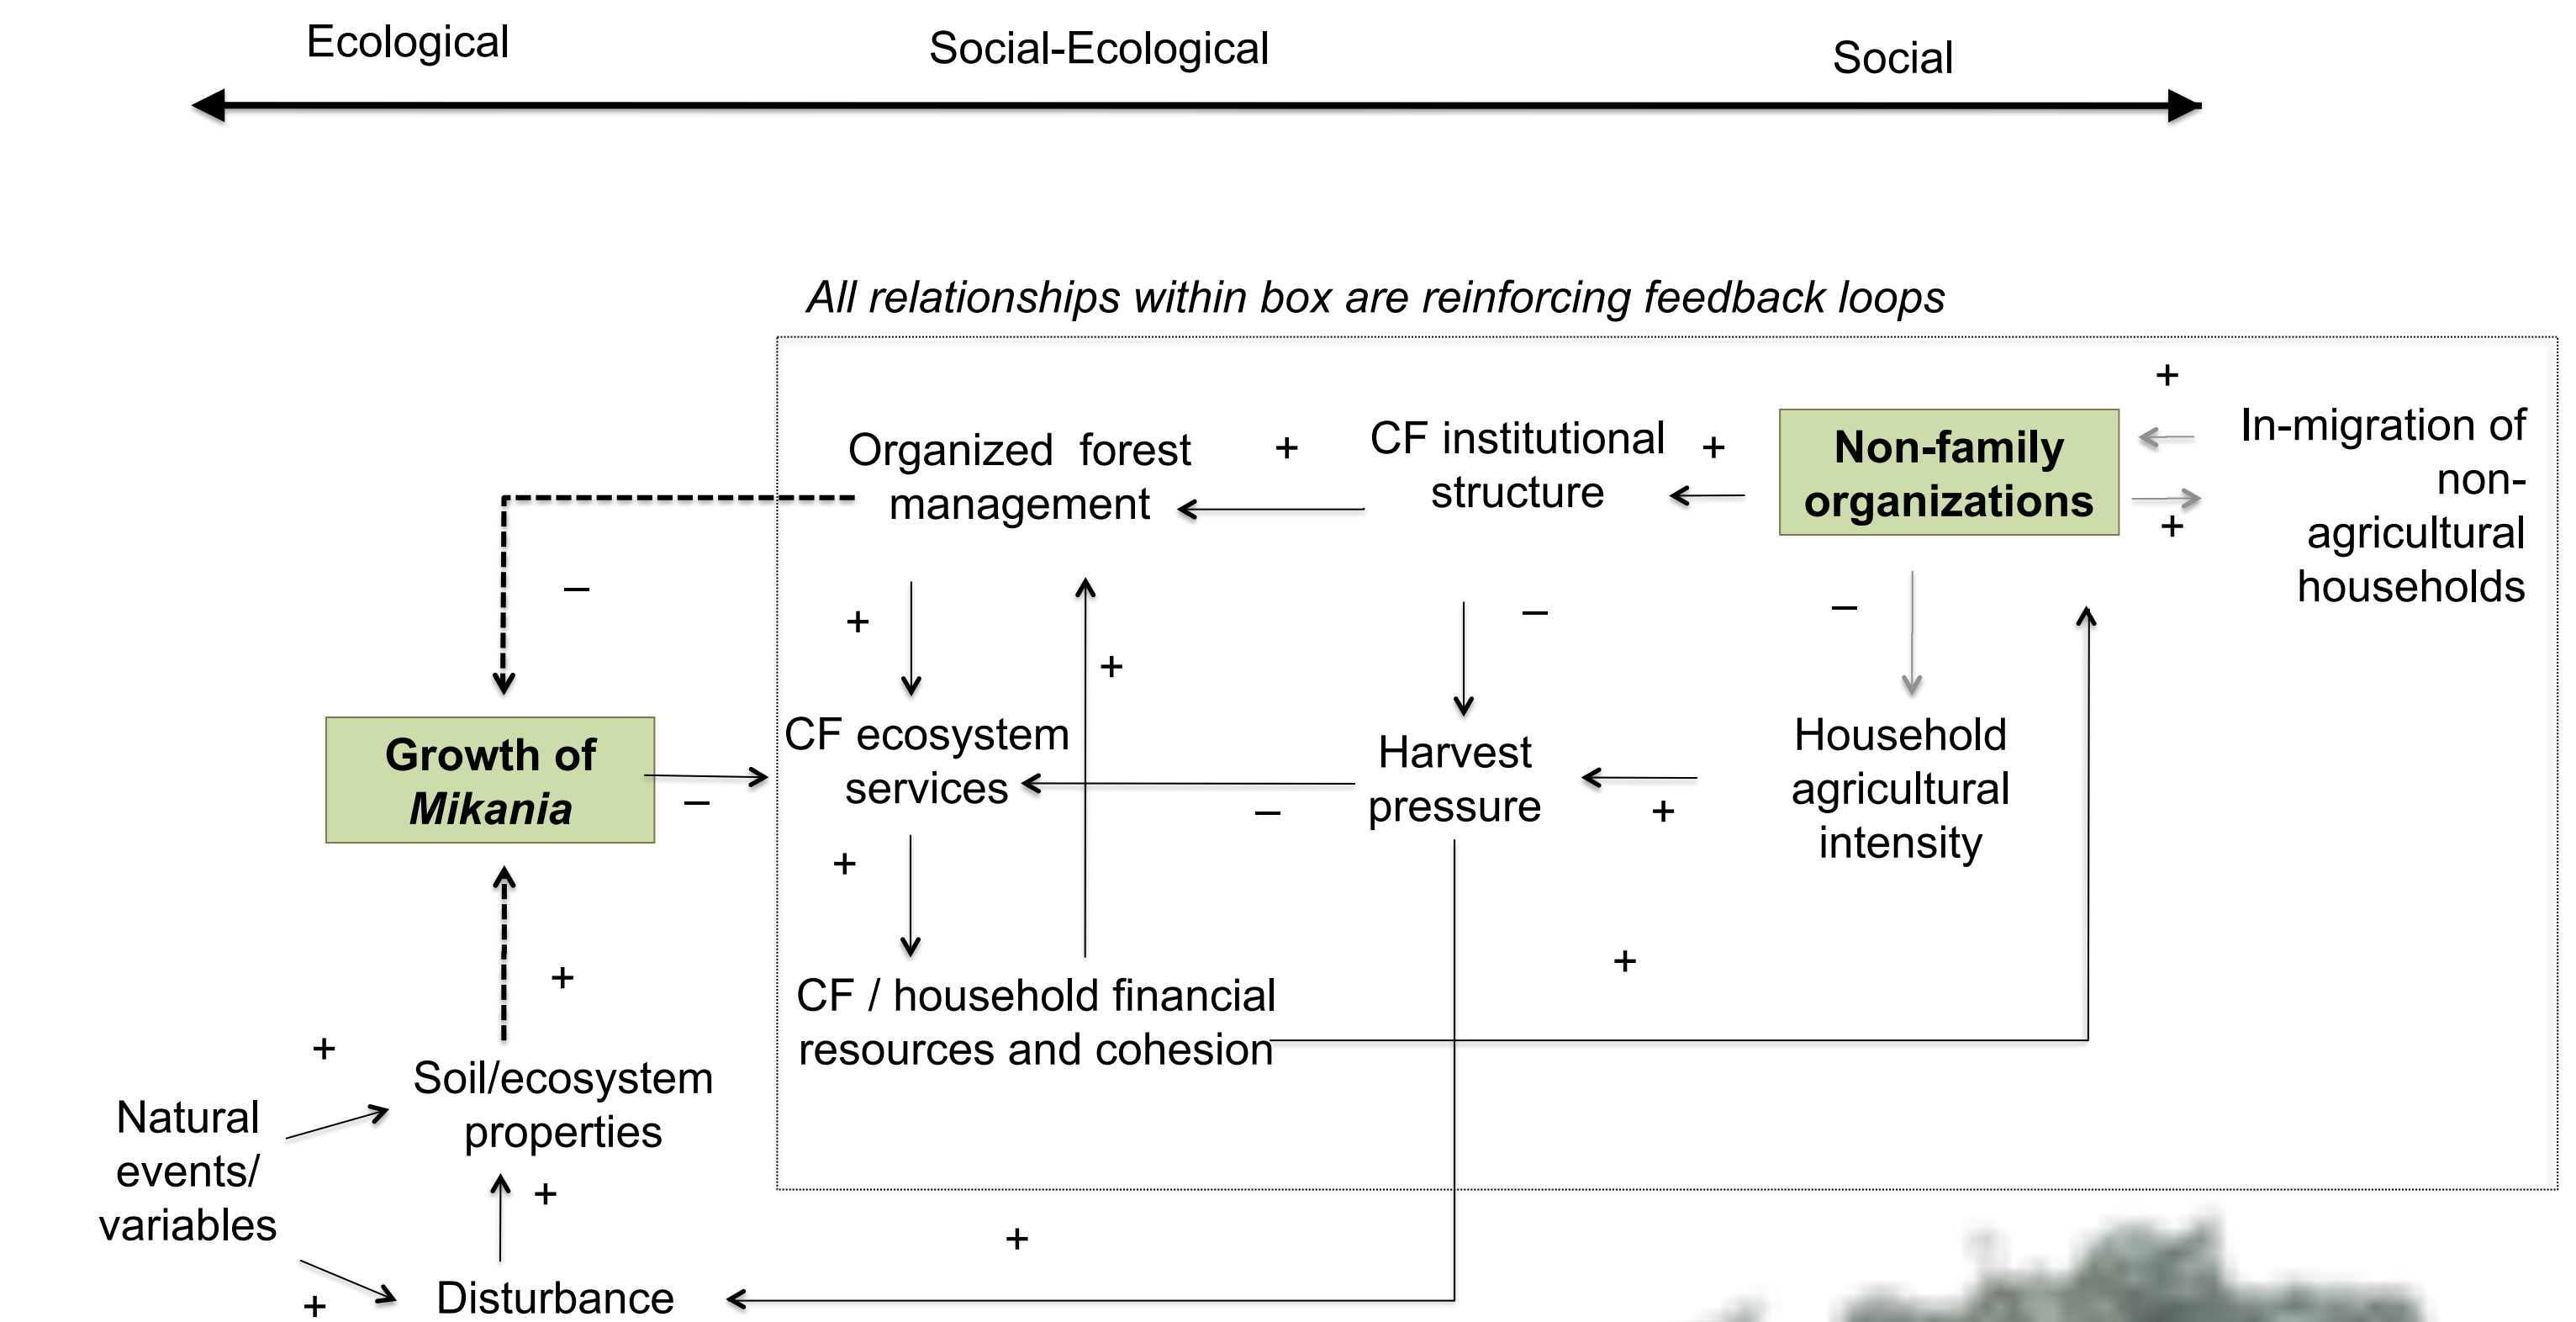 Ecological
Social-Ecological
Social
All relationships within box are reinforcing feedback loops
Organized  forest
management
+
CF institutional
structure
+
Non-family
organizations
+
+
In-migration of
non-
agricultural
households
–
+
+
–
–
Growth of
Mikania
–
CF ecosystem
services
–
Harvest
pressure
+
Household
agricultural
intensity
+
+
CF / household financial
resources and cohesion
+
+
Soil/ecosystem
properties
Natural
events/
variables
+
+
+
Disturbance
+